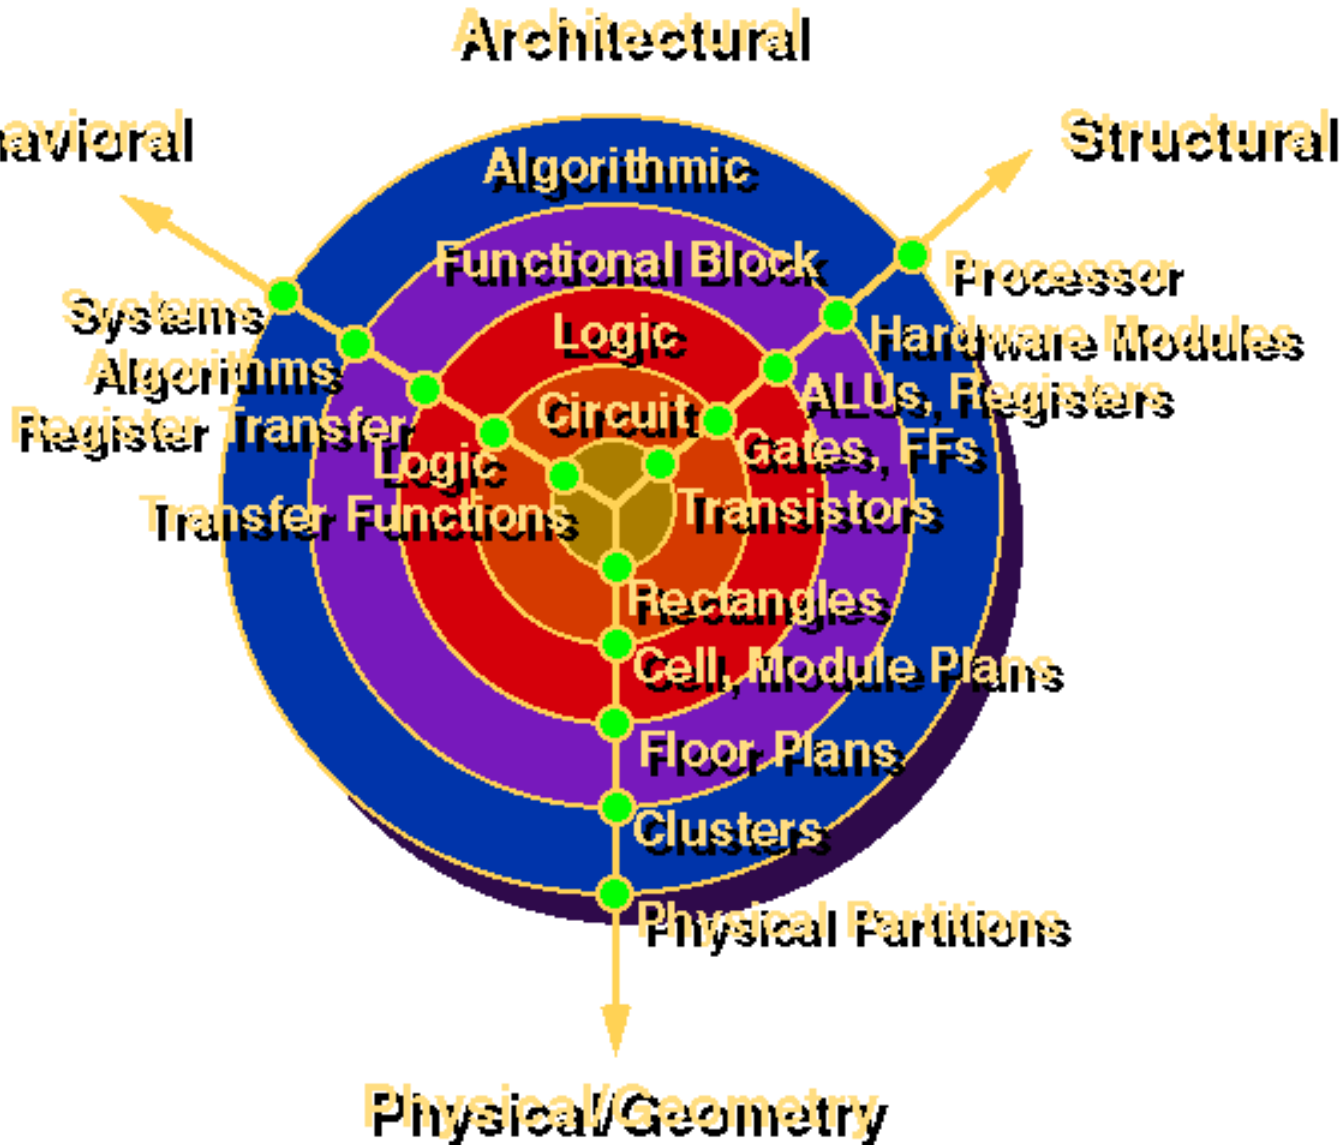 Architectural
havioral
Structural
Algorithmic
Functional Block
Logic
Circuit
Systems
Algorithms
Register Transfer
Logic
Transfer Functions
Processor
Hardware Modules
ALUs, Registers
Gates, FFs
Transistors
Rectangles
Cell, Module Plans
Floor Plans
Clusters
Physical Partitions
Physical/Geometry